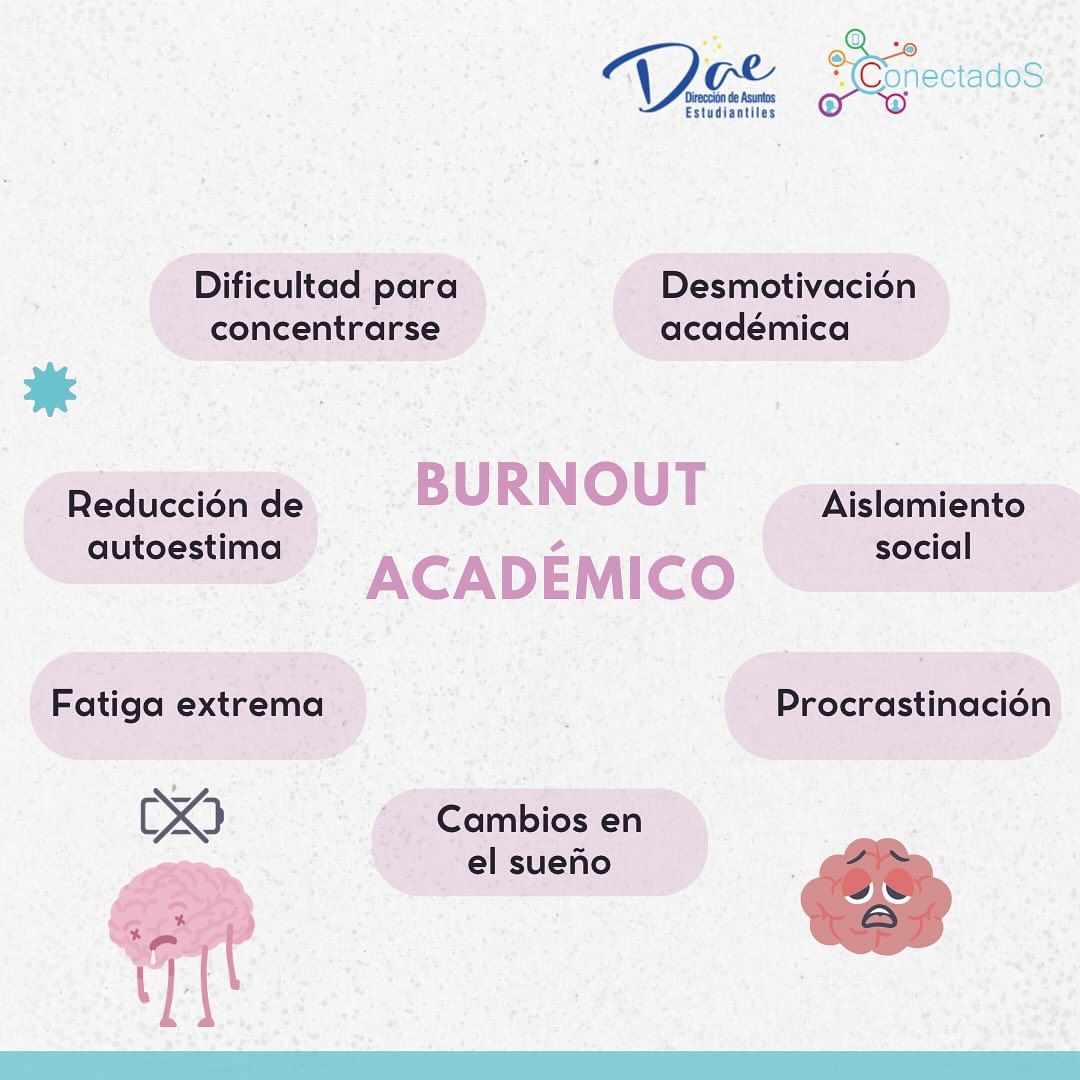 Dae
Dirección de Asuntos
Estudiantiles
ConectadoS
Dificultad para
concentrarse
Desmotivación
académica
BURNOUT
ACADÉMICO
Reducción de
autoestima
Aislamiento
social
Fatiga extrema
Procrastinación
Cambios en
el sueño